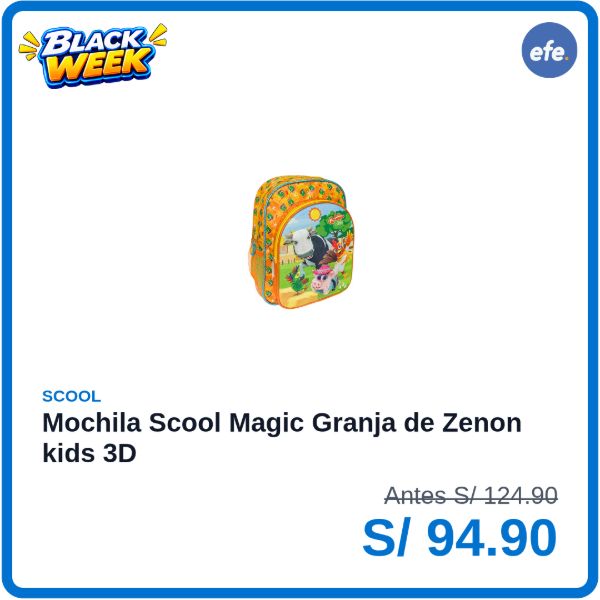 BLACK
WEEK
efe.
SCOOL
Mochila Scool Magic Granja de Zenon
kids 3D
Antes S/ 124.90
S/ 94.90